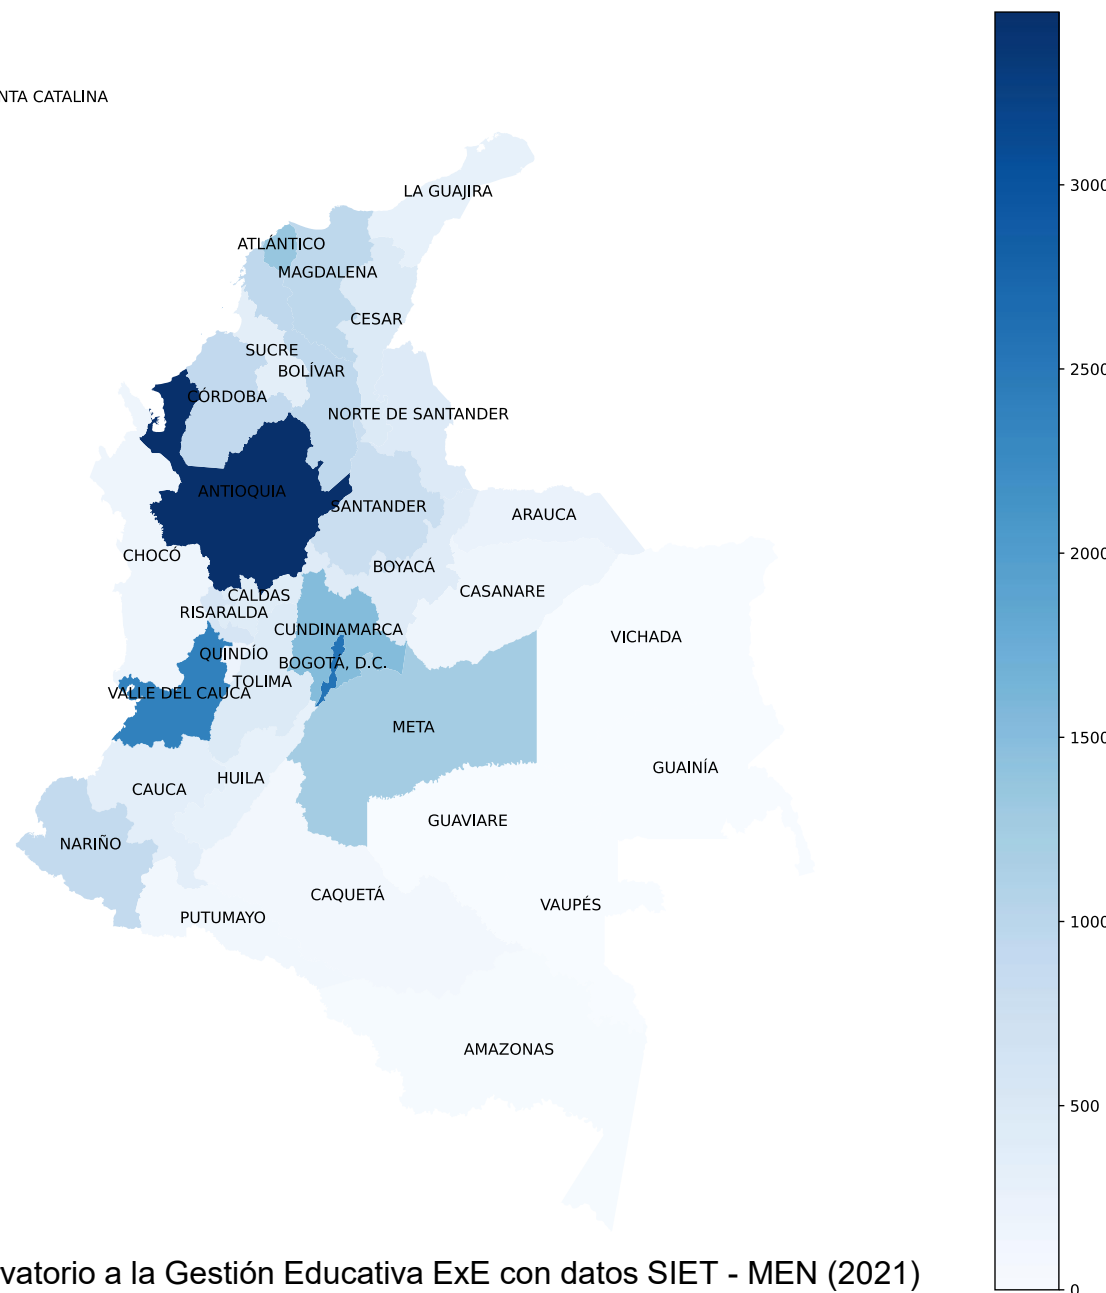 NTA CATALINA
LA GUAJIRA
3000
ATLÁNTICO
MAGDALENA
CESAR
SUCRE
BOLÍVAR
2500
CÓRDOBA
NORTE DE SANTANDER
ANTIOQUIA
SANTANDER
ARAUCA
CHOCÓ
2000
BOYACÁ
CASANARE
CALDAS
RISARALDA
CUNDINAMARCA
VICHADA
QUINDÍO
BOGOTÁ, D.C.
TOLIMA
VALLE DEL CAUCA
META
1500
GUAINÍA
HUILA
CAUCA
GUAVIARE
NARIÑO
CAQUETÁ
VAUPÉS
PUTUMAYO
1000
AMAZONAS
500
vatorio a la Gestión Educativa ExE con datos SIET - MEN (2021)
0